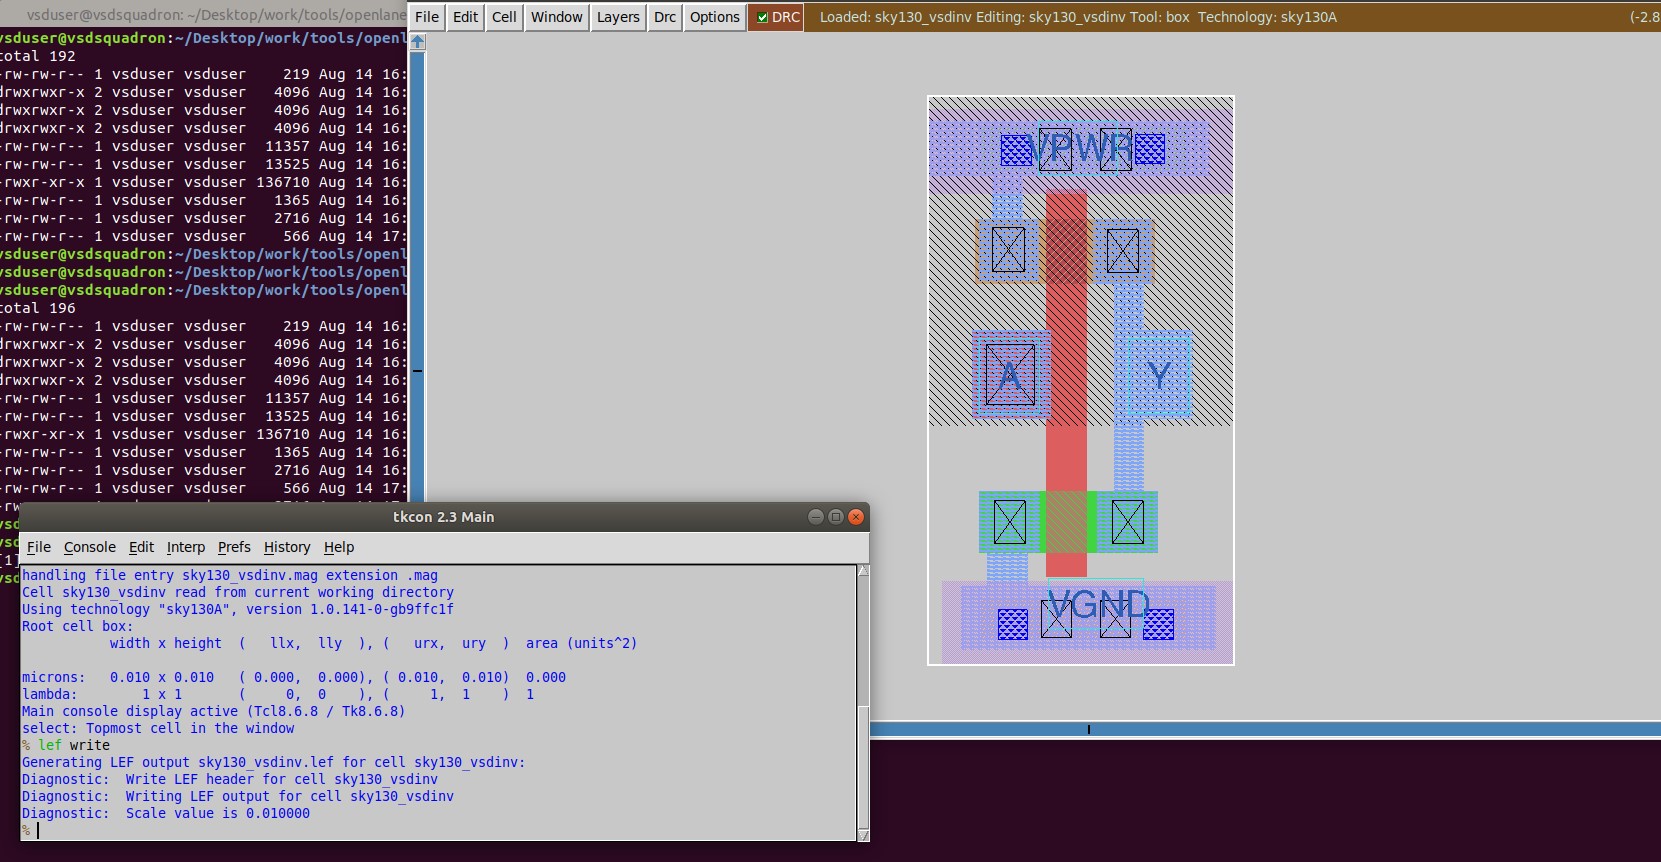 vsduser@vsdsquadron: ~/Desktop/work/tools/openlane
vsduser@vsdsquadron:~/Desktop/work/tools/openl
total 192
-rw-rw-r-- 1 vsduser vsduser 219 Aug 14 16:
drwxrwxr-x 2 vsduser vsduser 4096 Aug 14 16:
drwxrwxr-x 2 vsduser vsduser 4096 Aug 14 16:
drwxrwxr-x 2 vsduser vsduser 4096 Aug 14 16:
-rw-rw-r-- 1 vsduser vsduser 11357 Aug 14 16:
-rw-rw-r-- 1 vsduser vsduser 13525 Aug 14 16:
-rwxr-xr-x 1 vsduser vsduser 136710 Aug 14 16:
-rw-rw-r-- 1 vsduser vsduser 1365 Aug 14 16:
-rw-rw-r-- 1 vsduser vsduser 2716 Aug 14 16:
-rw-rw-r-- 1 vsduser vsduser 566 Aug 14 17:
vsduser@vsdsquadron:~/Desktop/work/tools/openl
vsduser@vsdsquadron:~/Desktop/work/tools/openl
vsduser@vsdsquadron:~/Desktop/work/tools/openl
total 196
-rw-rw-r-- 1 vsduser vsduser 219 Aug 14 16:
drwxrwxr-x 2 vsduser vsduser 4096 Aug 14 16:
drwxrwxr-x 2 vsduser vsduser 4096 Aug 14 16:
drwxrwxr-x 2 vsduser vsduser 4096 Aug 14 16:
-rw-rw-r-- 1 vsduser vsduser 11357 Aug 14 16:
-rw-rw-r-- 1 vsduser vsduser 13525 Aug 14 16:
-rwxr-xr-x 1 vsduser vsduser 136710 Aug 14 16:
-rw-rw-r-- 1 vsduser vsduser 1365 Aug 14 16:
-rw-rw-r-- 1 vsduser vsduser 2716 Aug 14 16:
-rw-rw-r-- 1 vsduser vsduser 566 Aug 14 17:
-rw
vsd
vsd
[1]
vsd
File Edit Cell Window Layers Drc Options DRC Loaded: sky130_vsdinv Editing: sky130_vsdinv Tool: box Technology: sky130A (-2.8
VPWR
A Y
VGND
tkcon 2.3 Main
File Console Edit Interp Prefs History Help
handling file entry sky130_vsdinv.mag extension .mag
Cell sky130_vsdinv read from current working directory
Using technology "sky130A", version 1.0.141-0-gb9ffc1f
Root cell box:
width x height ( llx, lly ), ( urx, ury ) area (units^2)
microns: 0.010 x 0.010 ( 0.000, 0.000), ( 0.010, 0.010) 0.000
lambda: 1 x 1 ( 0, 0 ), ( 1, 1 ) 1
Main console display active (Tcl8.6.8 / Tk8.6.8)
select: Topmost cell in the window
% lef write
Generating LEF output sky130_vsdinv.lef for cell sky130_vsdinv:
Diagnostic: Write LEF header for cell sky130_vsdinv
Diagnostic: Writing LEF output for cell sky130_vsdinv
Diagnostic: Scale value is 0.010000
%